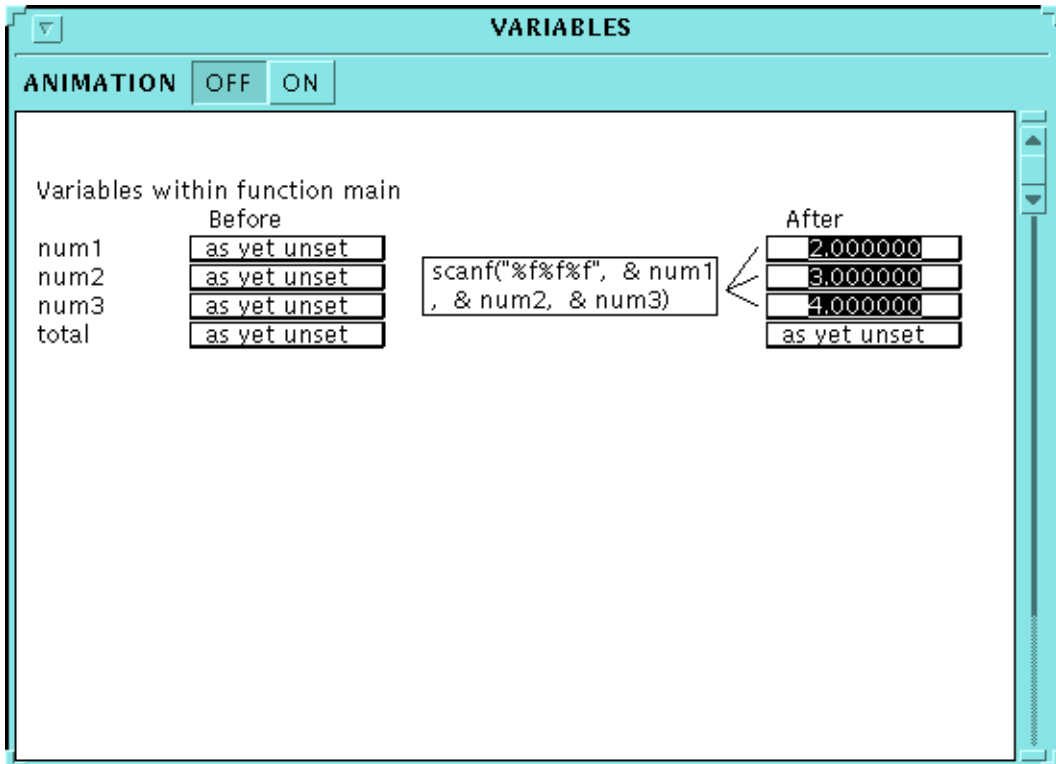 VARIABLES
ANIMATION OFF ON
Variables within function main
Before After
num1 as yet unset 2.000000
num2 as yet unset scanf("%f%f%f", & num1 3.000000
num3 as yet unset , & num2, & num3) 4.000000
total as yet unset as yet unset